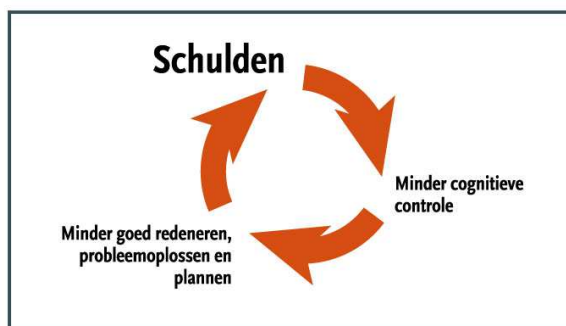 Schulden
Minder cognitieve
controle
Minder goed redeneren,
probleemoplossen en
plannen